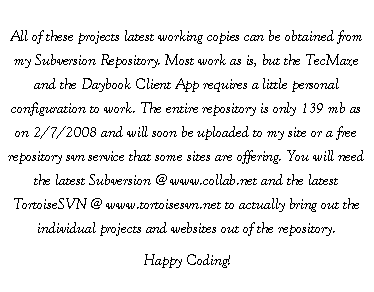 All of these projects latest working copies can be obtained from
my Subversion Repository. Most work as is, but the TecMaze
and the Daybook Client App requires a little personal
configuration to work. The entire repository is only 139 mb as
on 2/7/2008 and will soon be uploaded to my site or a free
repository svn service that some sites are offering. You will need
the latest Subversion @ www.collab.net and the latest
TortoiseSVN @ www.tortoisesvn.net to actually bring out the
individual projects and websites out of the repository.
Happy Coding!